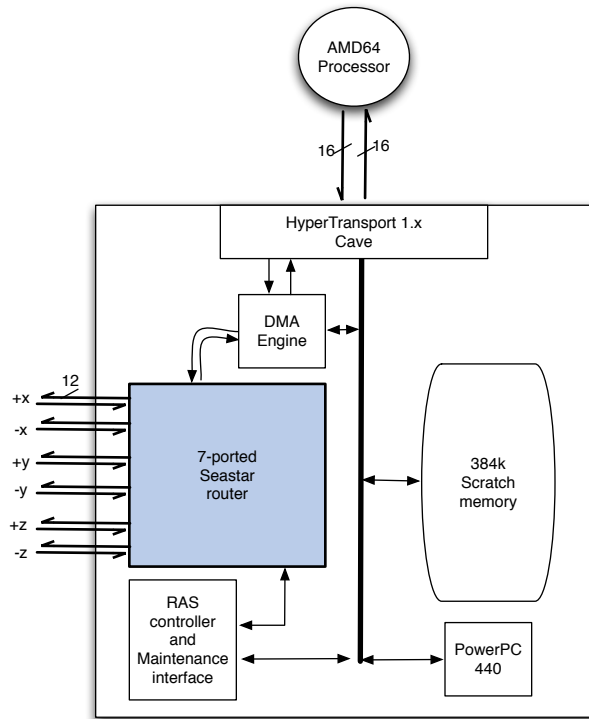 AMD64
Processor
16
16
HyperTransport 1.x
Cave
DMA
Engine
12
+x
-x
+y
-y
+z
-z
7-ported
Seastar
router
384k
Scratch
memory
RAS
controller
and
Maintenance
interface
PowerPC
440